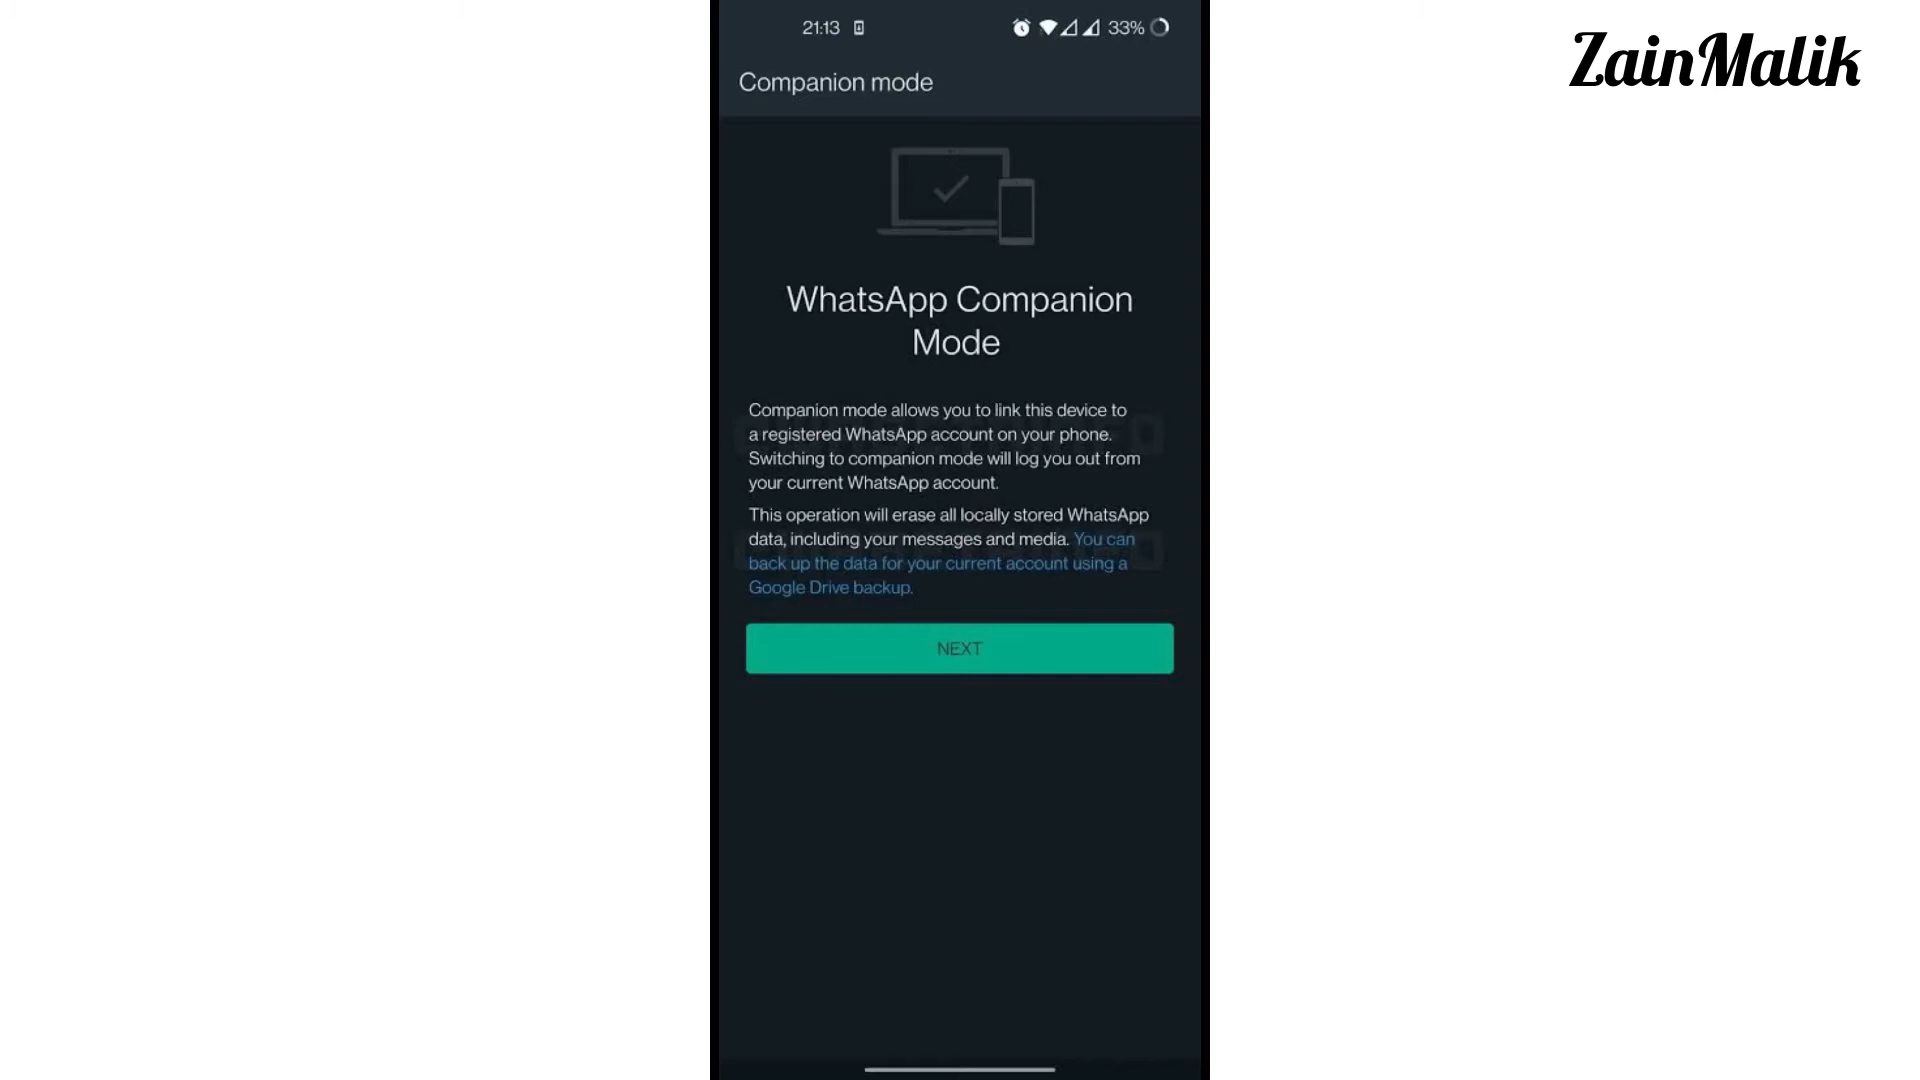 21:13 33%
ZainMalik
Companion mode
WhatsApp Companion
Mode
Companion mode allows you to link this device to
a registered WhatsApp account on your phone.
Switching to companion mode will log you out from
your current WhatsApp account.
This operation will erase all locally stored WhatsApp
data, including your messages and media. You can
back up the data for your current account using a
Google Drive backup.
NEXT